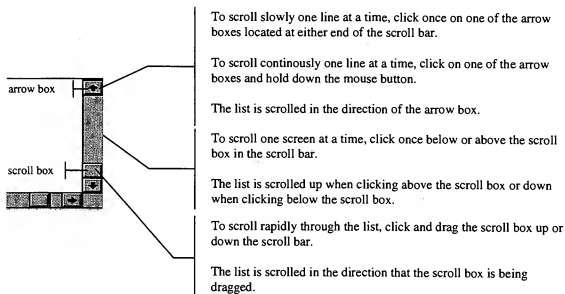 To scroll slowly one line at a time, click once on one of the arrow
boxes located at either end of the scroll bar.
To scroll continously one line at a time, click on one of the arrow
boxes and hold down the mouse button.
The list is scrolled in the direction of the arrow box.
arrow box
To scroll one screen at a time, click once below or above the scroll
box in the scroll bar.
scroll box
The list is scrolled up when clicking above the scroll box or down
when clicking below the scroll box.
To scroll rapidly through the list, click and drag the scroll box up or
down the scroll bar.
The list is scrolled in the direction that the scroll box is being
dragged.